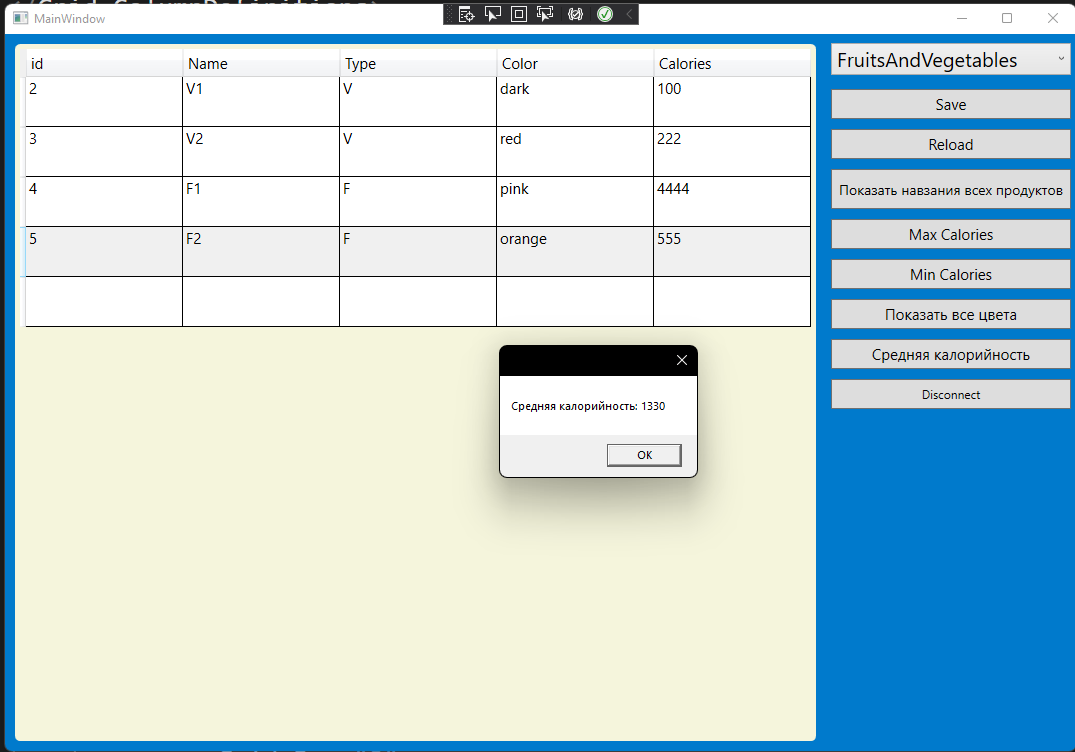 MainWindow
id Name Type Color Calories
2 V1 V dark 100
3 V2 V red 222
4 F1 F pink 4444
5 F2 F orange 555
Средняя калорийность: 1330
OK
FruitsAndVegetables
Save
Reload
Показать навзания всех продуктов
Max Calories
Min Calories
Показать все цвета
Средняя калорийность
Disconnect